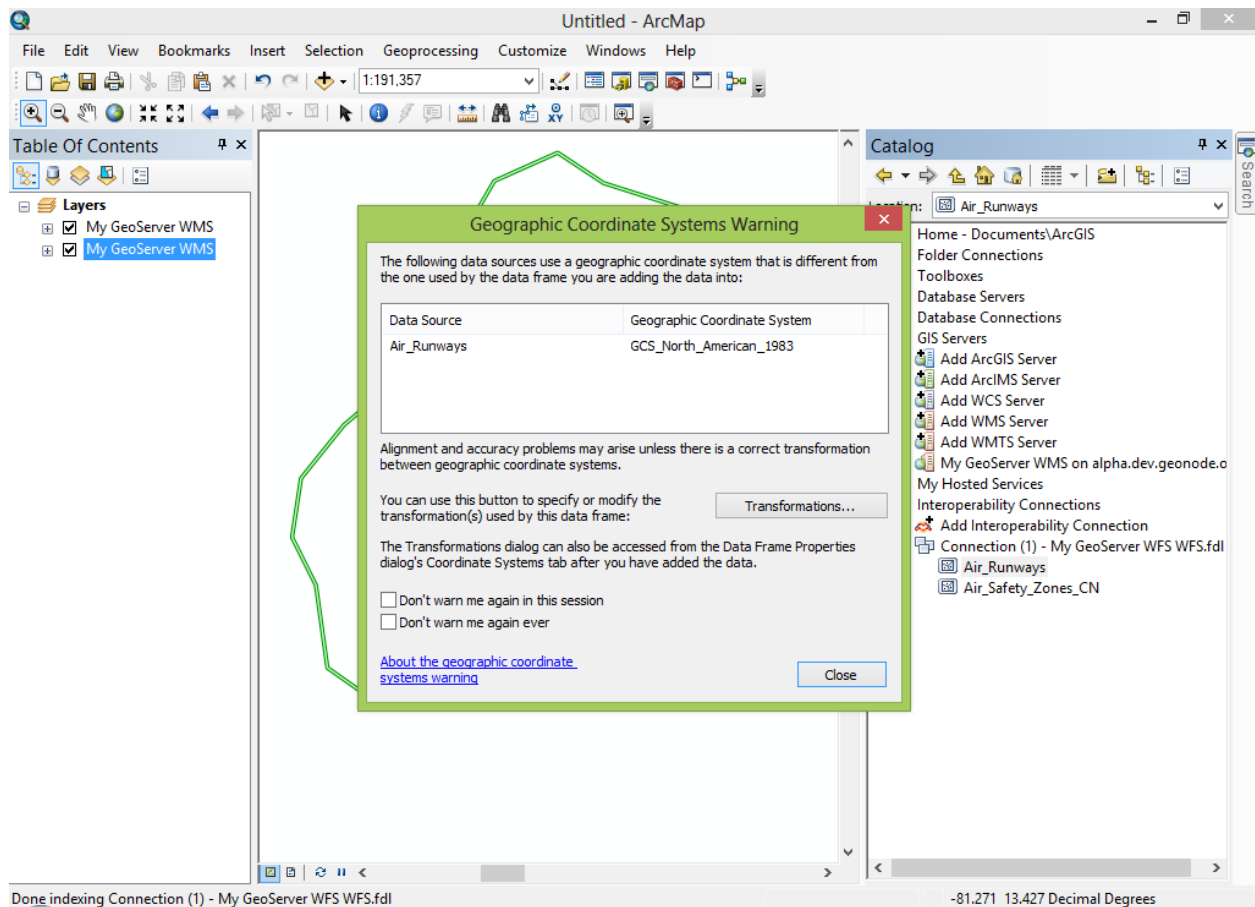 Untitled - ArcMap
File Edit View Bookmarks Insert Selection Geoprocessing Customize Windows Help
1:191,357
Table Of Contents
Layers
My GeoServer WMS
My GeoServer WMS
Geographic Coordinate Systems Warning
The following data sources use a geographic coordinate system that is different from
the one used by the data frame you are adding the data into:
Data Source Geographic Coordinate System
Air_Runways GCS_North_American_1983
Alignment and accuracy problems may arise unless there is a correct transformation
between geographic coordinate systems.
You can use this button to specify or modify the
transformation(s) used by this data frame:
Transformations...
The Transformations dialog can also be accessed from the Data Frame Properties
dialog's Coordinate Systems tab after you have added the data.
Don't warn me again in this session
Don't warn me again ever
About the geographic coordinate
systems warning
Close
Catalog
Air_Runways
Home - Documents\ArcGIS
Folder Connections
Toolboxes
Database Servers
Database Connections
GIS Servers
Add ArcGIS Server
Add ArcIMS Server
Add WCS Server
Add WMS Server
Add WMTS Server
My GeoServer WMS on alpha.dev.geonode.o
My Hosted Services
Interoperability Connections
Add Interoperability Connection
Connection (1) - My GeoServer WFS WFS.fdl
Air_Runways
Air_Safety_Zones_CN
Search
Done indexing Connection (1) - My GeoServer WFS WFS.fdl
-81.271 13.427 Decimal Degrees